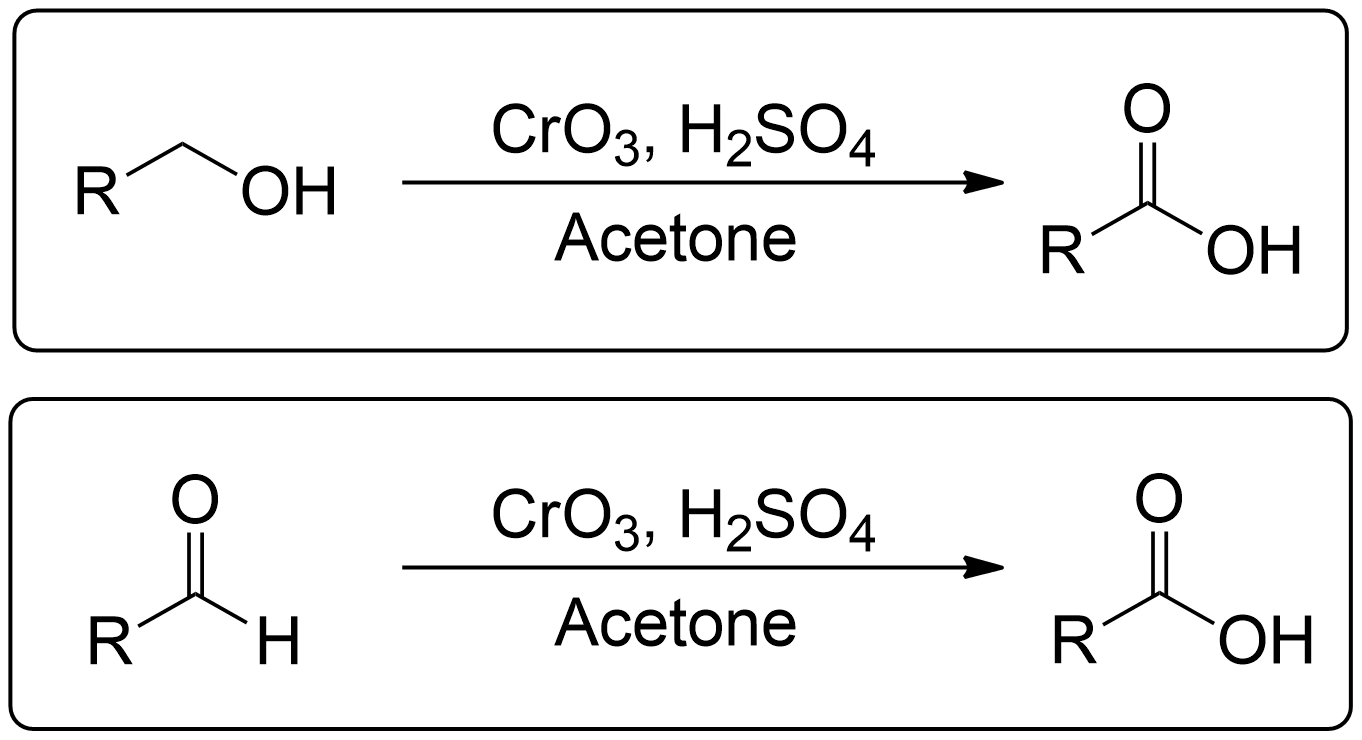 CrO₃, H₂SO₄
O
R
OH
Acetone
R
OH
CrO₃, H₂SO₄
O
O
R
H
Acetone
R
OH